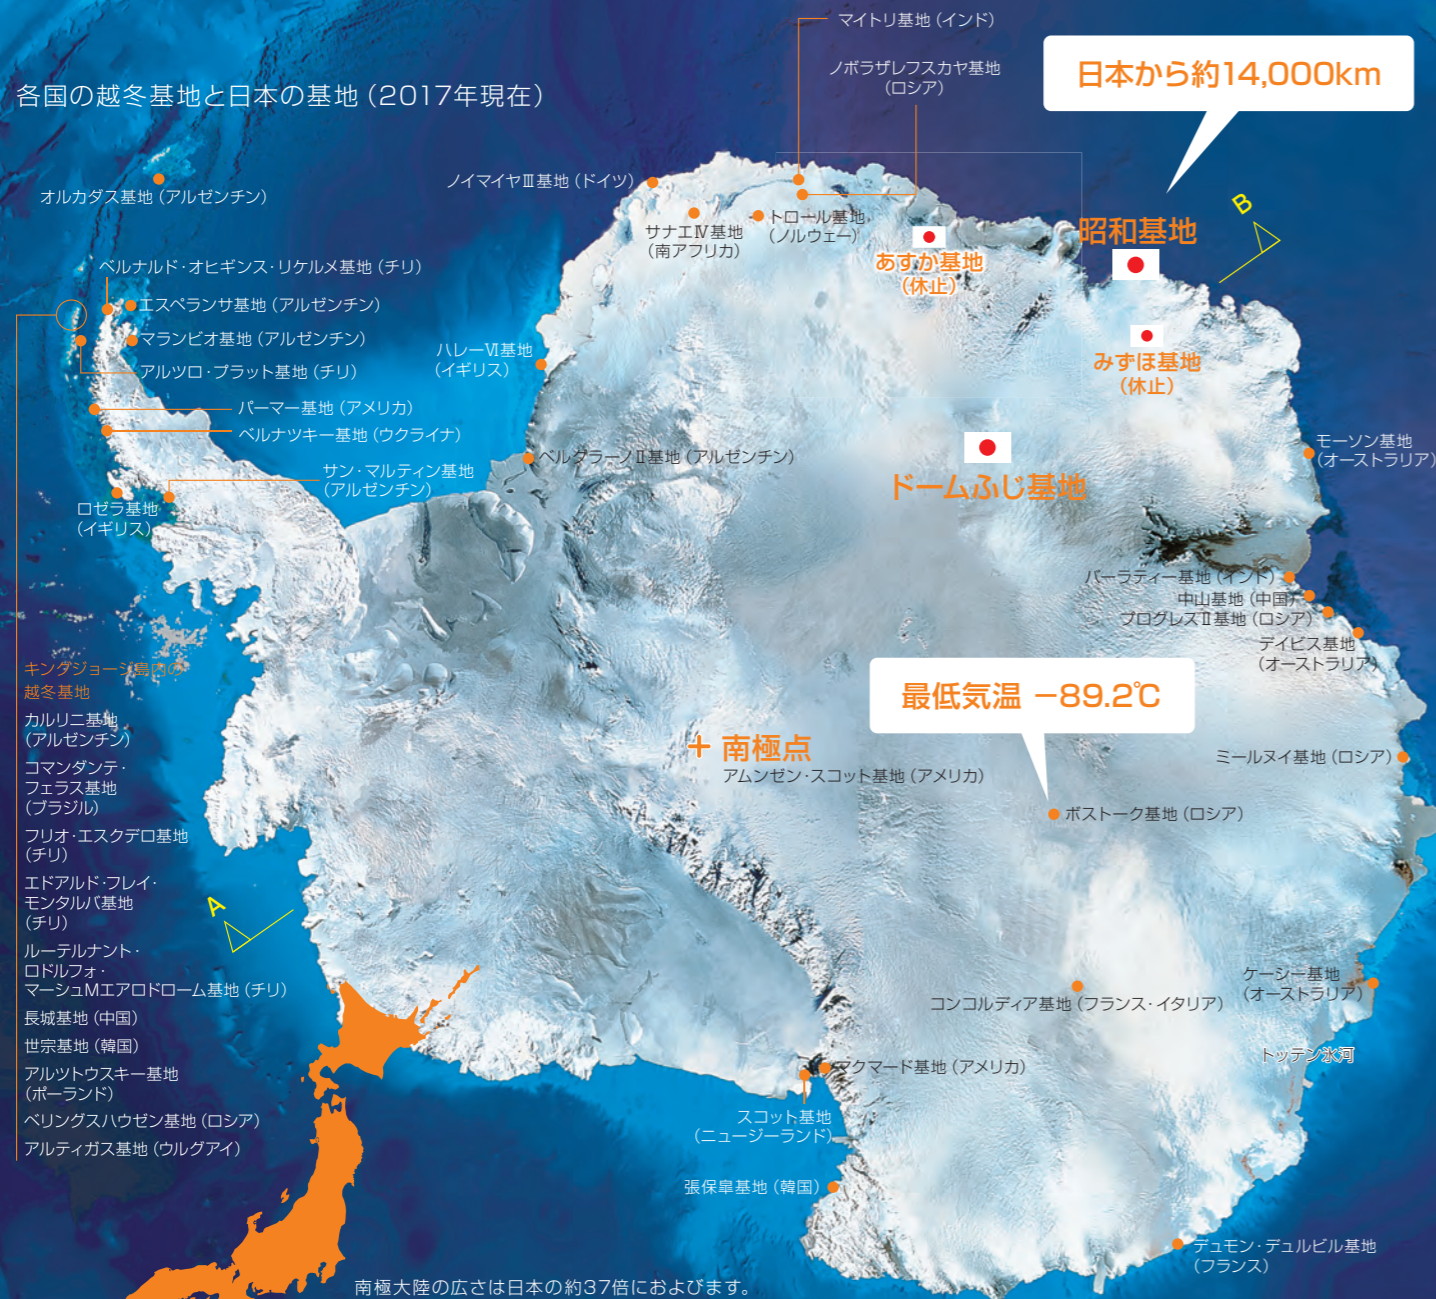 各国の越冬基地と日本の基地（2017年現在）
マイトリ基地（インド）
ノボラザレフスカヤ基地
（ロシア）
日本から約14,000km
オルカダス基地（アルゼンチン）
ノイマイヤⅢ基地（ドイツ）
サナエⅣ基地
（南アフリカ）
トロール基地
（ノルウェー）
あすか基地
（休止）
昭和基地
B
みずほ基地
（休止）
ベルナルド・オヒギンス・リケルメ基地（チリ）
エスペランサ基地（アルゼンチン）
マランビオ基地（アルゼンチン）
アルツロ・プラット基地（チリ）
パーマー基地（アメリカ）
ベルナツキー基地（ウクライナ）
サン・マルティン基地
（アルゼンチン）
ロゼラ基地
（イギリス）
ハレーⅥ基地
（イギリス）
ベルグラーノⅡ基地（アルゼンチン）
ドームふじ基地
モーソン基地
（オーストラリア）
バーラティー基地（インド）
中山基地（中国）
プログレスⅡ基地（ロシア）
デイビス基地
（オーストラリア）
最低気温 －89.2℃
南極点
アムンゼン・スコット基地（アメリカ）
ミールヌイ基地（ロシア）
ボストーク基地（ロシア）
キングジョージ島内の
越冬基地
カルリニ基地
（アルゼンチン）
コマンダンテ・
フェラス基地
（ブラジル）
フリオ・エスクデロ基地
（チリ）
エドアルド・フレイ・
モンタルバ基地
（チリ）
ルーテルナント・
ロドルフォ・
マーシュMエアロドローム基地（チリ）
長城基地（中国）
世宗基地（韓国）
アルツトウスキー基地
（ポーランド）
ベリングスハウゼン基地（ロシア）
アルティガス基地（ウルグアイ）
A
コンコルディア基地（フランス・イタリア）
ケーシー基地
（オーストラリア）
トッテン氷河
マクマード基地（アメリカ）
スコット基地
（ニュージーランド）
張保皐基地（韓国）
デュモン・デュルビル基地
（フランス）
南極大陸の広さは日本の約37倍におよびます。